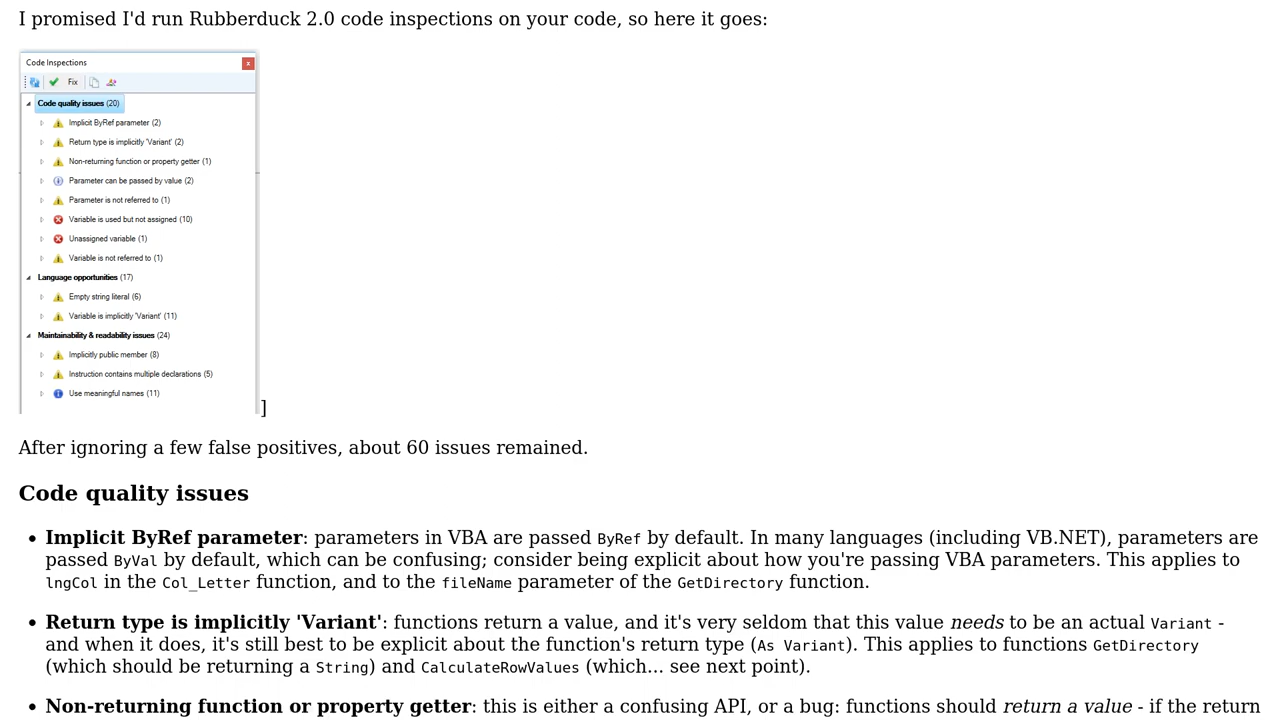 I promised I'd run Rubberduck 2.0 code inspections on your code, so here it goes:
Code Inspections
Fix
Code quality issues (20)
Implicit ByRef parameter (2)
Return type is implicitly 'Variant' (2)
Non-returning function or property getter (1)
Parameter can be passed by value (2)
Parameter is not referred to (1)
Variable is used but not assigned (10)
Unassigned variable (1)
Variable is not referred to (1)
Language opportunities (17)
Empty string literal (6)
Variable is implicitly 'Variant' (11)
Maintainability & readability issues (24)
Implicitly public member (8)
Instruction contains multiple declarations (5)
Use meaningful names (11)
]
After ignoring a few false positives, about 60 issues remained.
Code quality issues
• Implicit ByRef parameter: parameters in VBA are passed ByRef by default. In many languages (including VB.NET), parameters are
passed ByVal by default, which can be confusing; consider being explicit about how you're passing VBA parameters. This applies to
lngCol in the Col_Letter function, and to the fileName parameter of the GetDirectory function.
• Return type is implicitly 'Variant': functions return a value, and it's very seldom that this value needs to be an actual Variant -
and when it does, it's still best to be explicit about the function's return type (As Variant). This applies to functions GetDirectory
(which should be returning a String) and CalculateRowValues (which... see next point).
• Non-returning function or property getter: this is either a confusing API, or a bug: functions should return a value - if the return